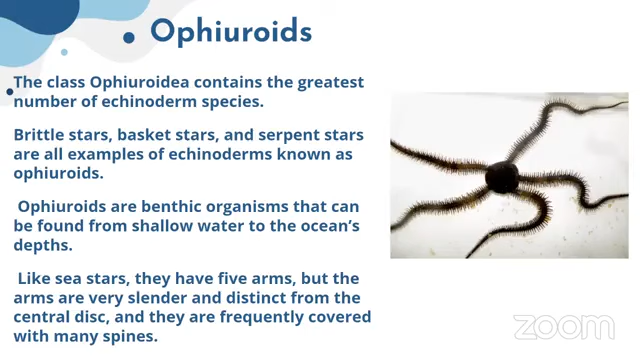 Ophiuroids
The class Ophiuroidea contains the greatest
number of echinoderm species.
Brittle stars, basket stars, and serpent stars
are all examples of echinoderms known as
ophiuroids.
Ophiuroids are benthic organisms that can
be found from shallow water to the ocean’s
depths.
Like sea stars, they have five arms, but the
arms are very slender and distinct from the
central disc, and they are frequently covered
with many spines.
zoom